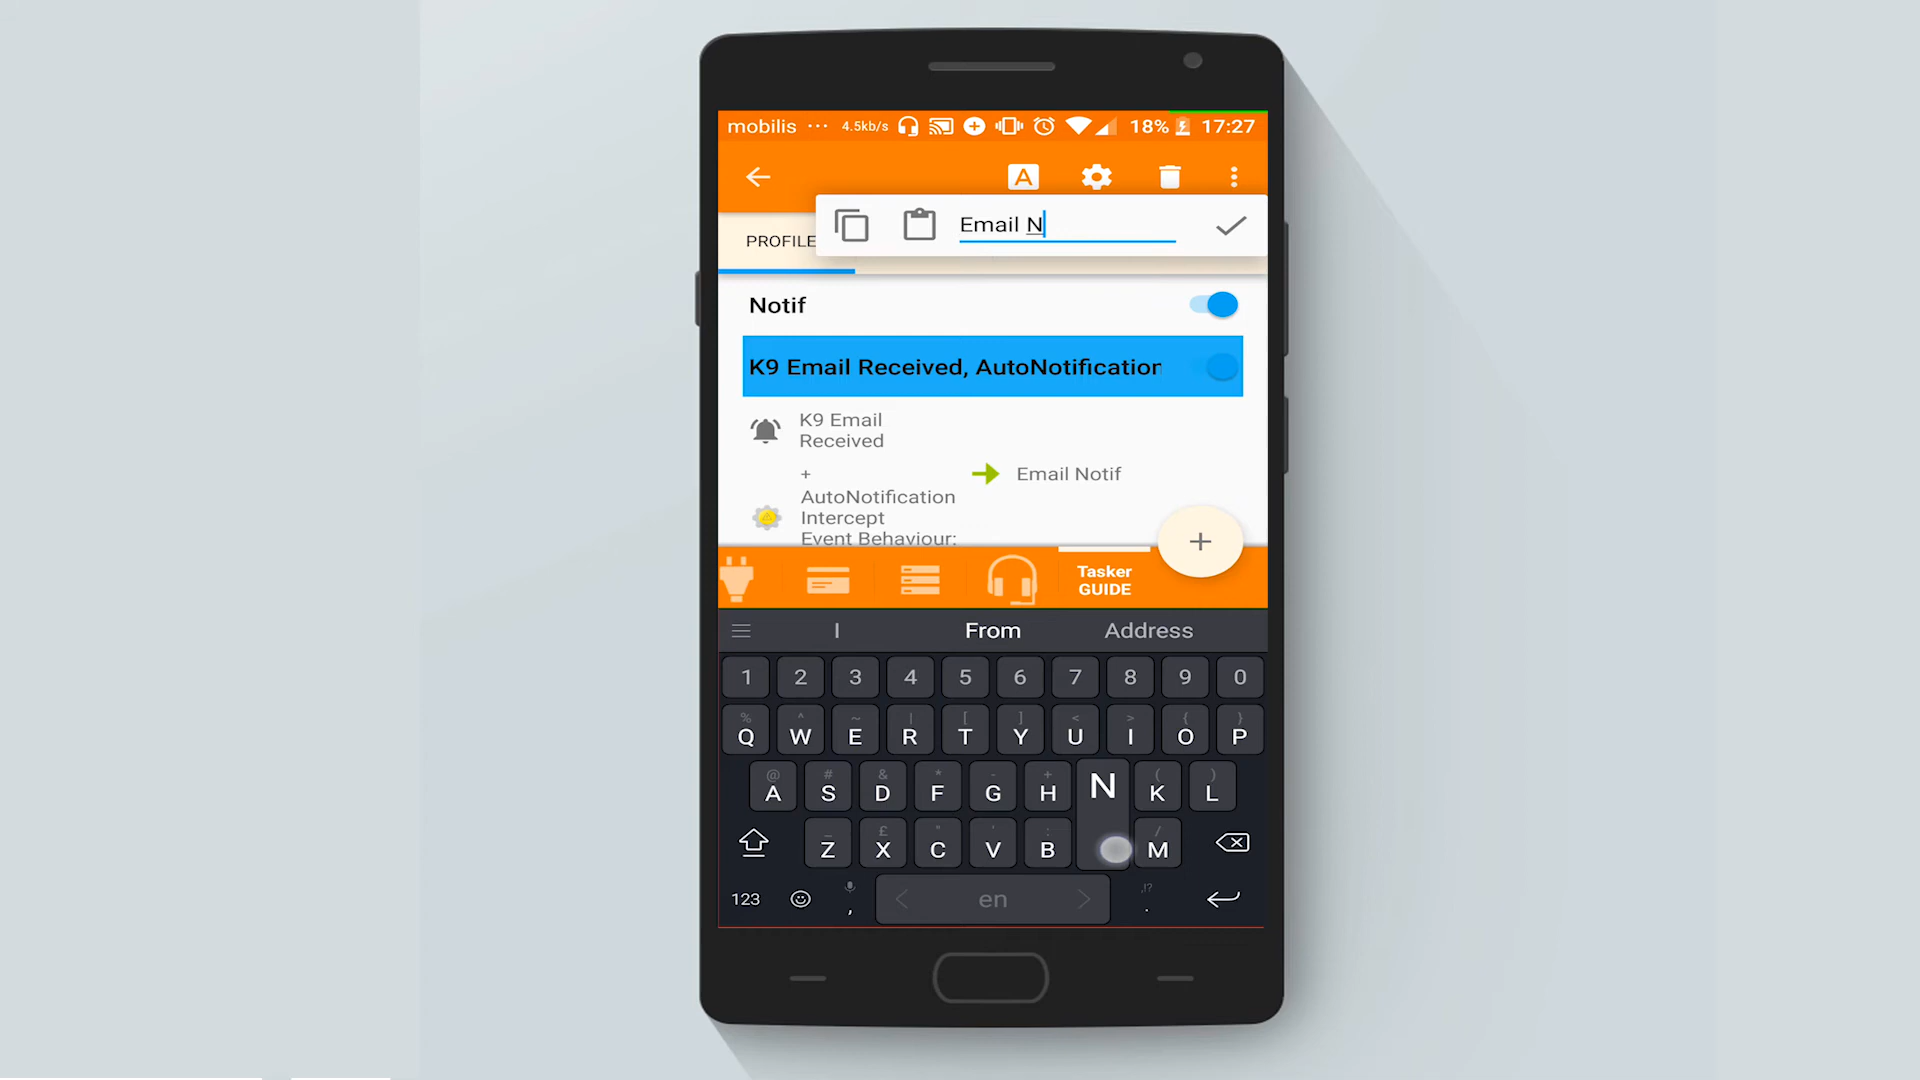 mobilis ··· 4.5kb/s 18% 17:27
A
Email N
PROFILE
Notif
K9 Email Received, AutoNotification
K9 Email
Received
+
AutoNotification
Intercept
Event Behaviour:
Email Notif
+
Tasker
GUIDE
I From Address
1 2 3 4 5 6 7 8 9 0
% ^ ~ | [ ] < > { }
Q W E R T Y U I O P
@ # & * - + ( )
A S D F G H N K L
_ £ " ' : /
Z X C V B M
,!?
123 , < en > .